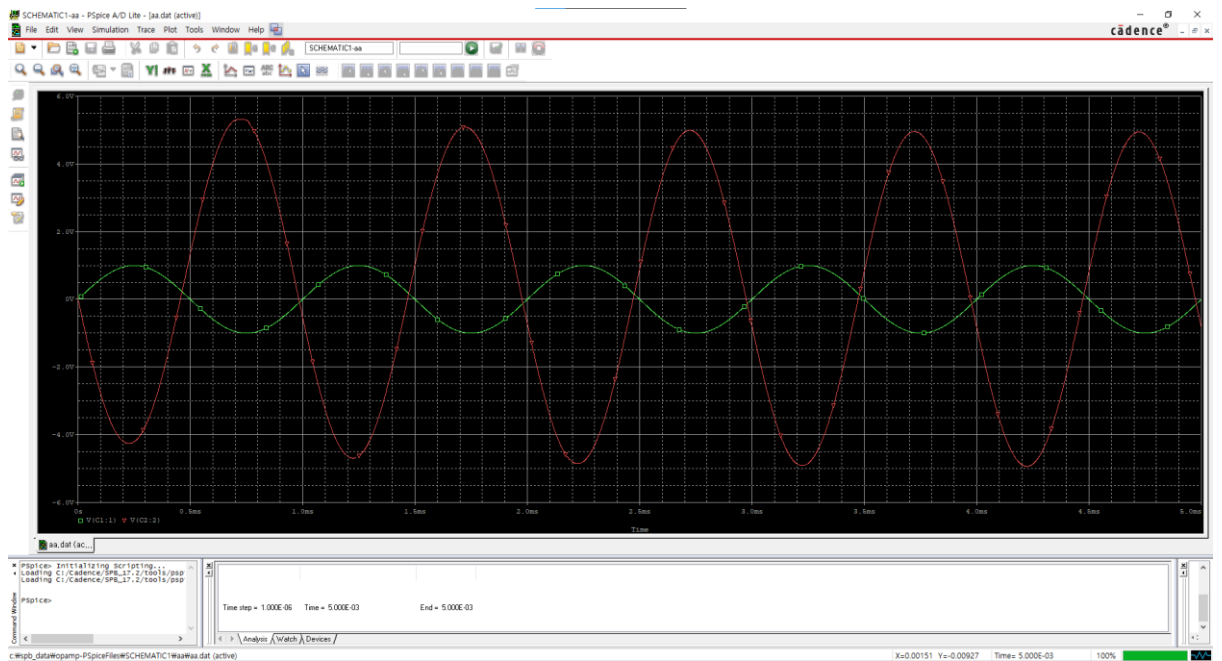 SCHEMATIC1-aa - PSpice A/D Lite - [aa.dat (active)]
File Edit View Simulation Trace Plot Tools Window Help
cādence®
SCHEMATIC1-aa
6.0V
4.0V
2.0V
0V
-2.0V
-4.0V
-6.0V
0s 0.5ms 1.0ms 1.5ms 2.0ms 2.5ms 3.0ms 3.5ms 4.0ms 4.5ms 5.0ms
V(C1:1) V(C2:2)
Time
aa.dat (ac...
Command Window
PSpice> Initializing Scripting...
Loading C:/Cadence/SPB_17.2/tools/psp
Loading C:/Cadence/SPB_17.2/tools/psp
PSpice>
Time step = 1.000E-06 Time = 5.000E-03 End = 5.000E-03
Analysis Watch Devices
c:₩spb_data₩opamp-PSpiceFiles₩SCHEMATIC1₩aa₩aa.dat (active)
X=0.00151 Y=-0.00927 Time= 5.000E-03 100%